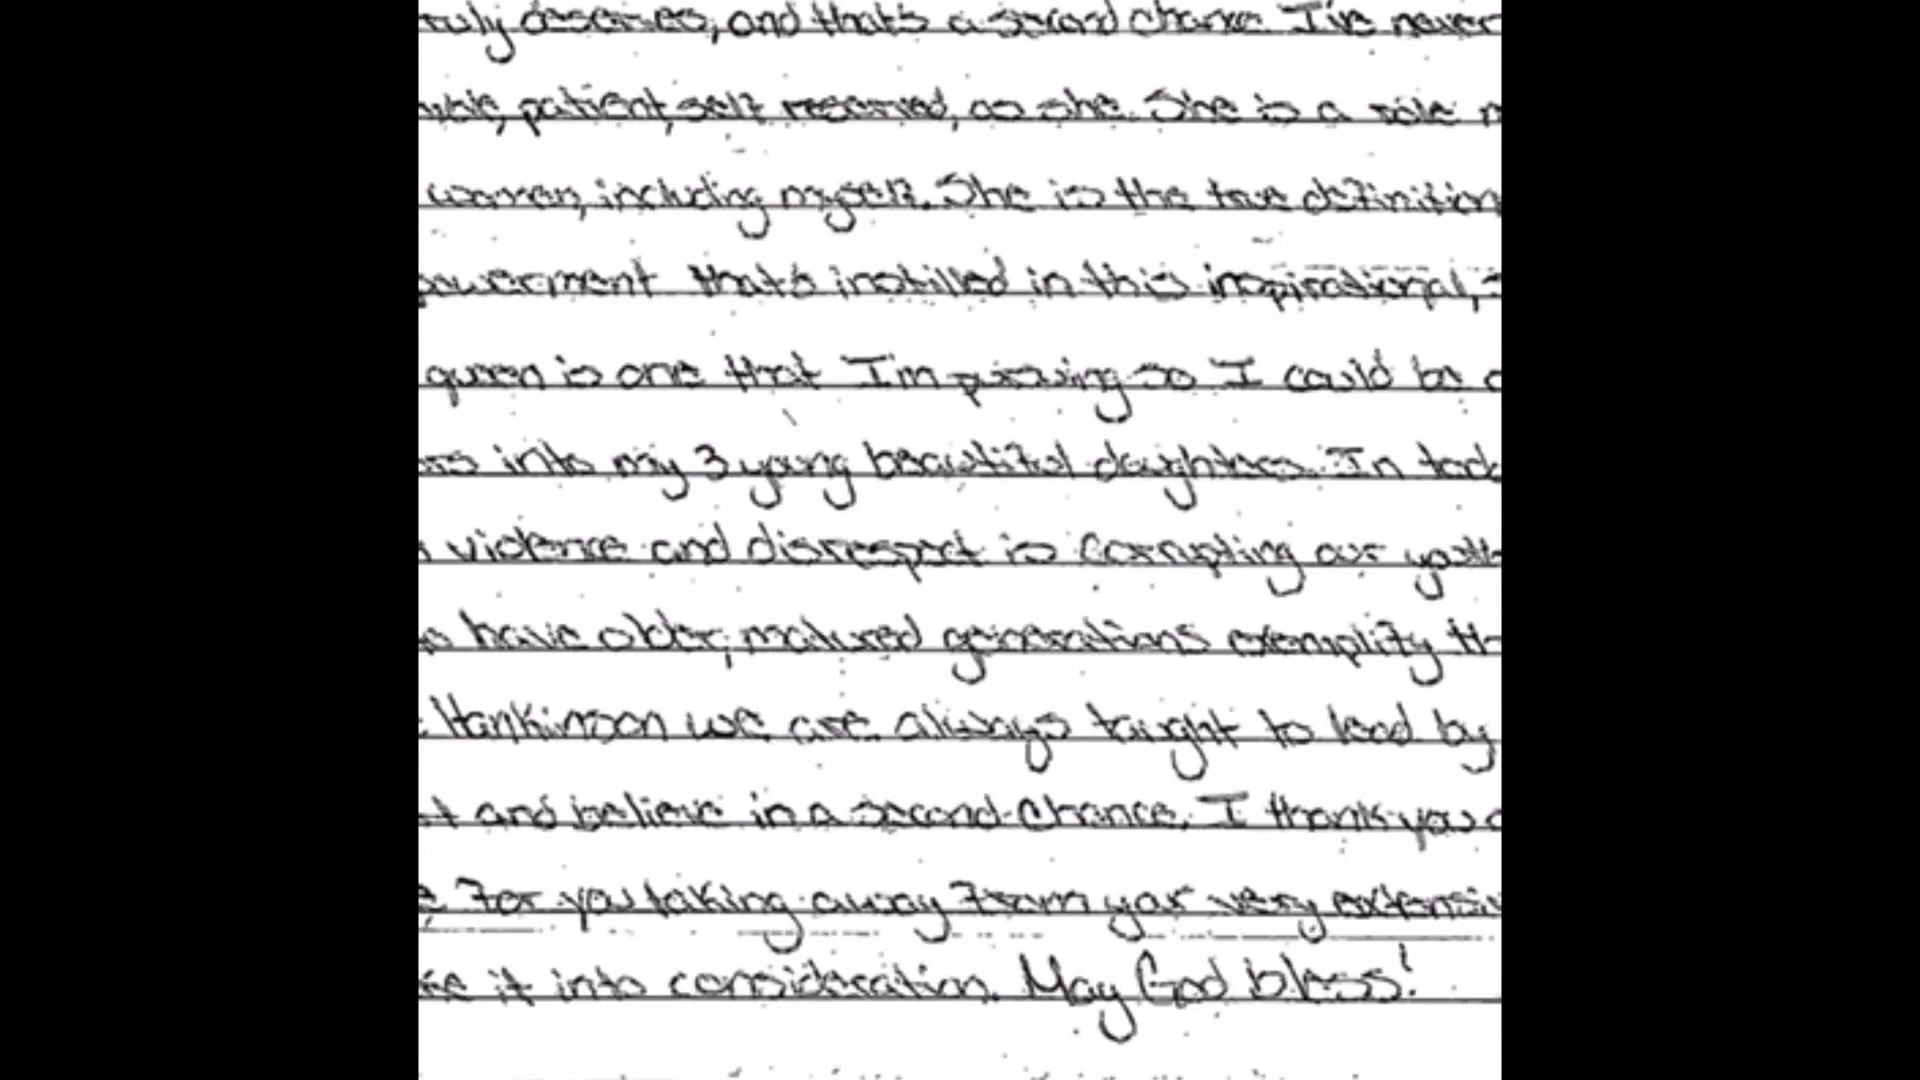 truly deserves, and that's a second chance. I've never
patient, self reserved, as she. She is a role
women, including myself. She is the true definition
powerment that's instilled in this inspirational,
queen is one that I'm pursuing so I could be
into my 3 young beautiful daughters. In
violence and disrespect is corrupting our youth
have older, matured generations exemplify
Hankinson we are always taught to lead by
and believe in a second chance. I thank you
For you taking away from your very extensiv
it into consideration. May God bless!